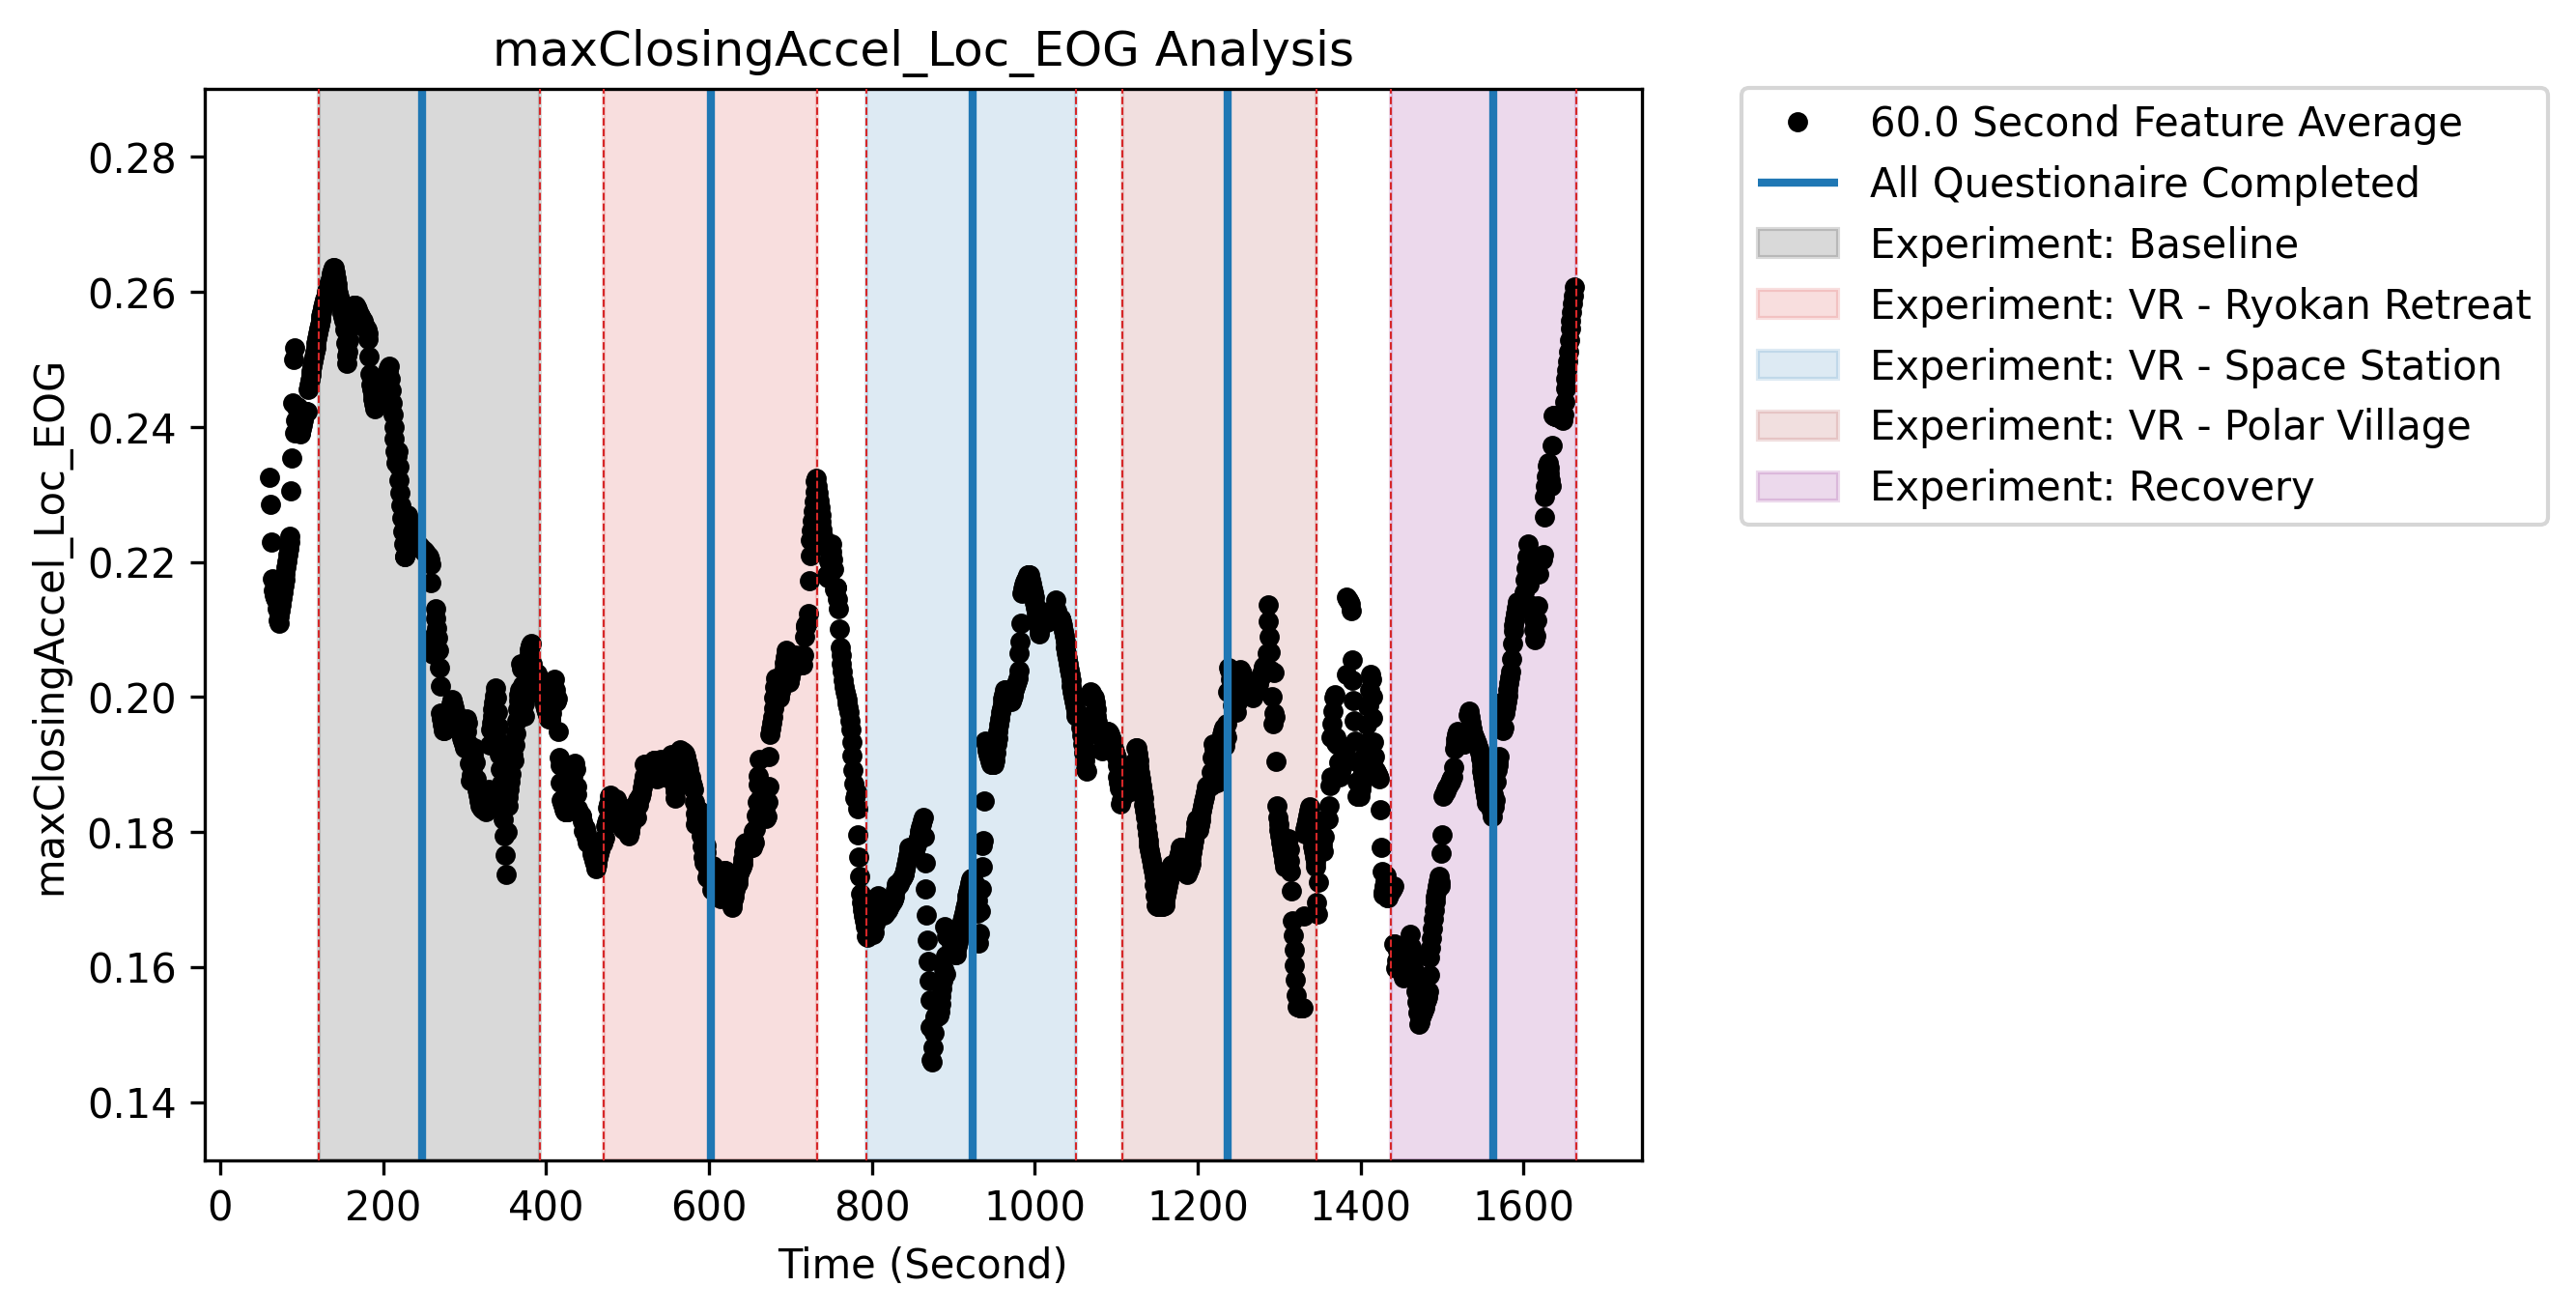 maxClosingAccel_Loc_EOG Analysis
maxClosingAccel_Loc_EOG
0.28
0.26
0.24
0.22
0.20
0.18
0.16
0.14
0 200 400 600 800 1000 1200 1400 1600
Time (Second)
60.0 Second Feature Average
All Questionaire Completed
Experiment: Baseline
Experiment: VR - Ryokan Retreat
Experiment: VR - Space Station
Experiment: VR - Polar Village
Experiment: Recovery